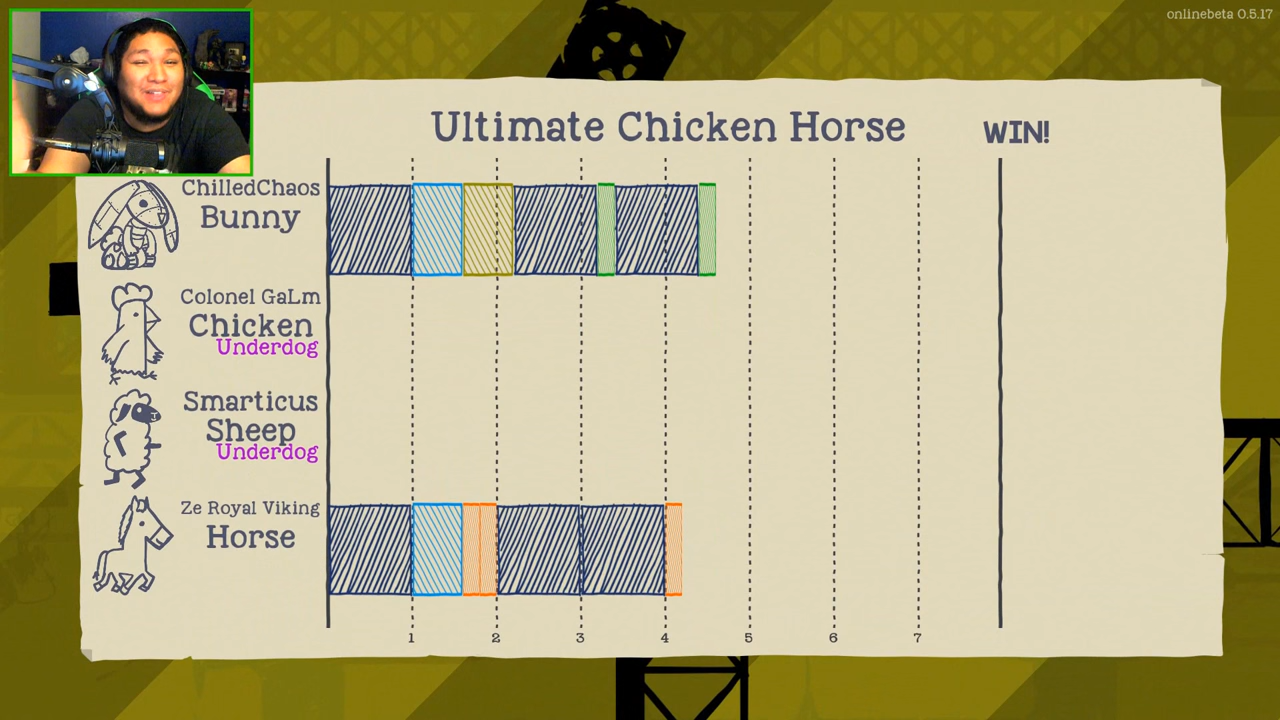 onlinebeta 0.5.17
Ultimate Chicken Horse
WIN!
ChilledChaos
Bunny
Colonel GaLm
Chicken
Underdog
Smarticus
Sheep
Underdog
Ze Royal Viking
Horse
1 2 3 4 5 6 7